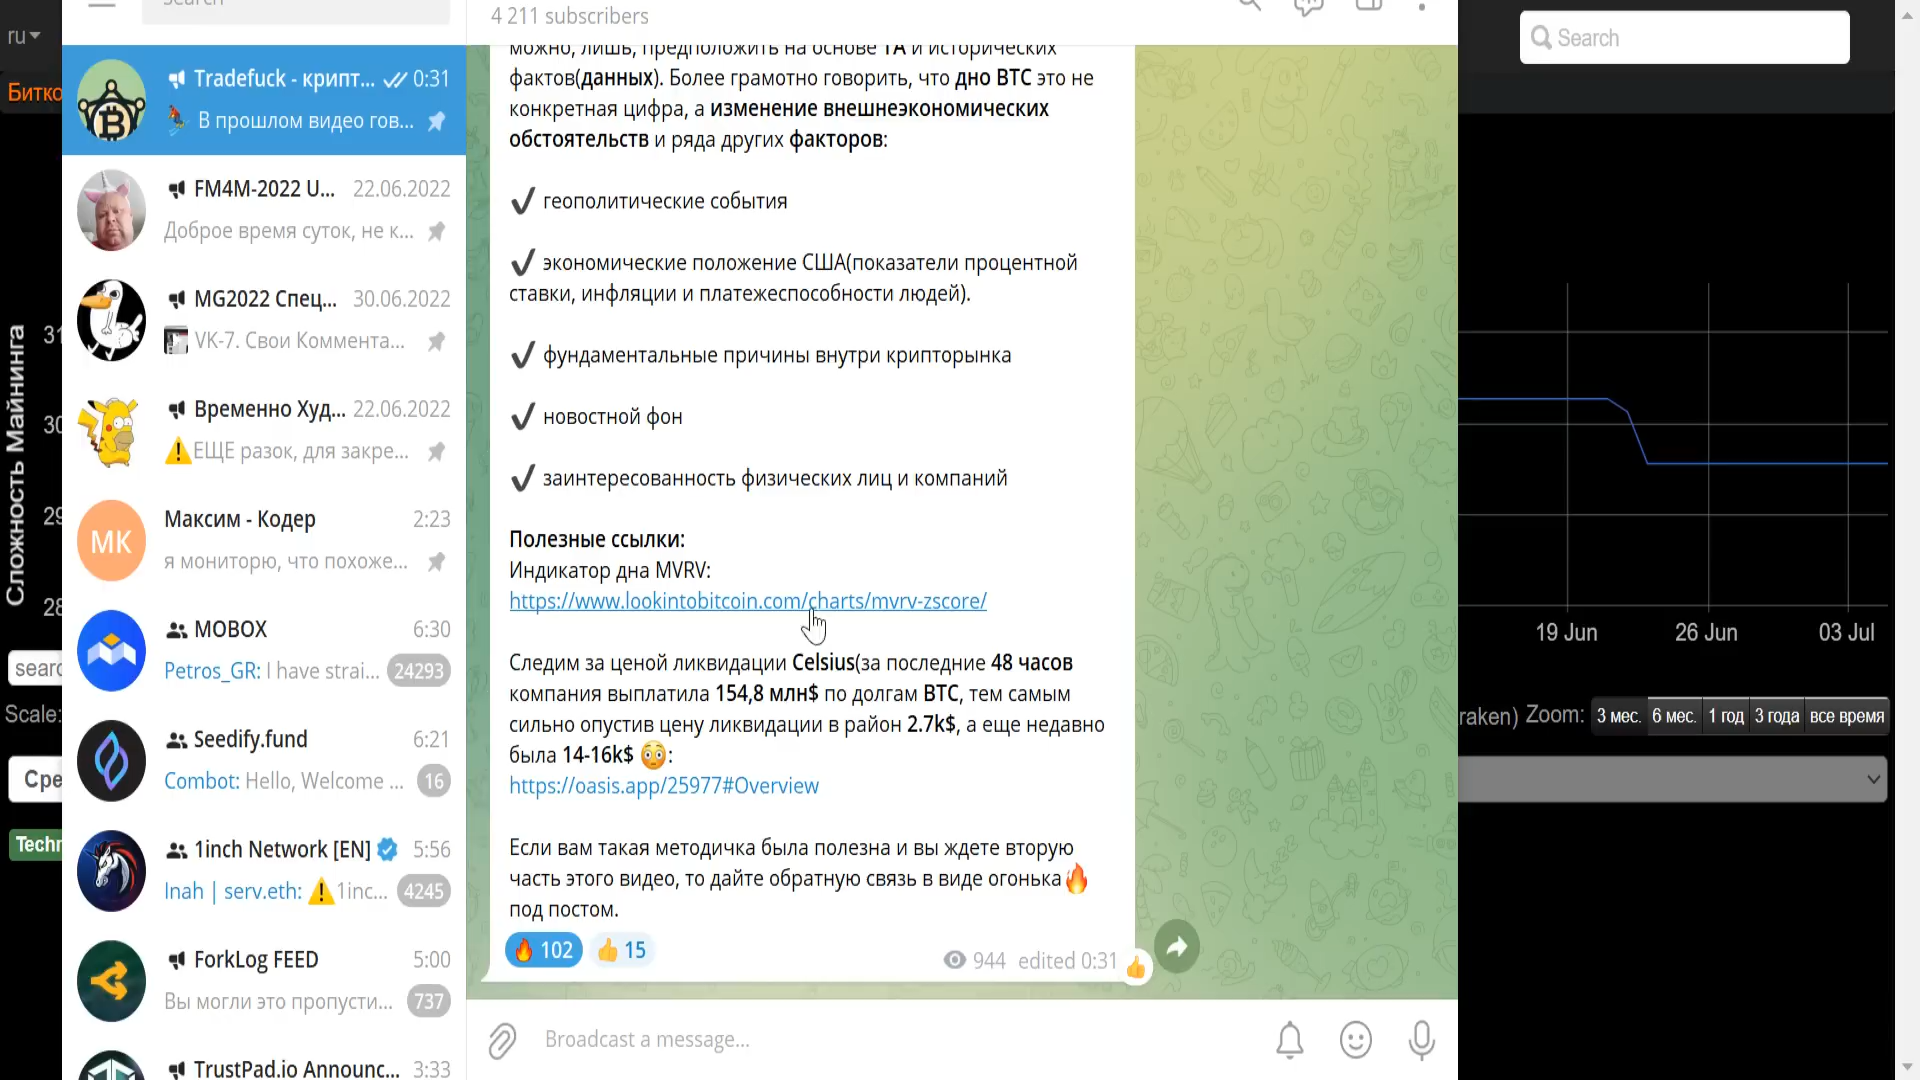 ru
Search
Битко
Сложность Майнинга
31
30
29
28
searc
Scale:
Сре
Techn
Search
Tradefuck - крипт... 0:31
В прошлом видео гов...
FM4M-2022 U... 22.06.2022
Доброе время суток, не к...
MG2022 Спец... 30.06.2022
VK-7. Свои Коммента...
Временно Худ... 22.06.2022
ЕЩЕ разок, для закре...
МК
Максим - Кодер 2:23
я мониторю, что похоже...
MOBOX 6:30
Petros_GR: I have strai... 24293
Seedify.fund 6:21
Combot: Hello, Welcome ... 16
1inch Network [EN] 5:56
Inah | serv.eth: ⚠️1inc... 4245
ForkLog FEED 5:00
Вы могли это пропусти... 737
TrustPad.io Announc... 3:33
4 211 subscribers
можно, лишь, предположить на основе ТА и исторических
фактов(данных). Более грамотно говорить, что дно BTC это не
конкретная цифра, а изменение внешнеэкономических
обстоятельств и ряда других факторов:
✔ геополитические события
✔ экономические положение США(показатели процентной
ставки, инфляции и платежеспособности людей).
✔ фундаментальные причины внутри крипторынка
✔ новостной фон
✔ заинтересованность физических лиц и компаний
Полезные ссылки:
Индикатор дна MVRV:
https://www.lookintobitcoin.com/charts/mvrv-zscore/
Следим за ценой ликвидации Celsius(за последние 48 часов
компания выплатила 154,8 млн$ по долгам BTC, тем самым
сильно опустив цену ликвидации в район 2.7k$, а еще недавно
была 14-16k$ 😳:
https://oasis.app/25977#Overview
Если вам такая методичка была полезна и вы ждете вторую
часть этого видео, то дайте обратную связь в виде огонька🔥
под постом.
🔥 102 👍 15
944 edited 0:31
Broadcast a message...
19 Jun 26 Jun 03 Jul
raken) Zoom: 3 мес. 6 мес. 1 год 3 года все время